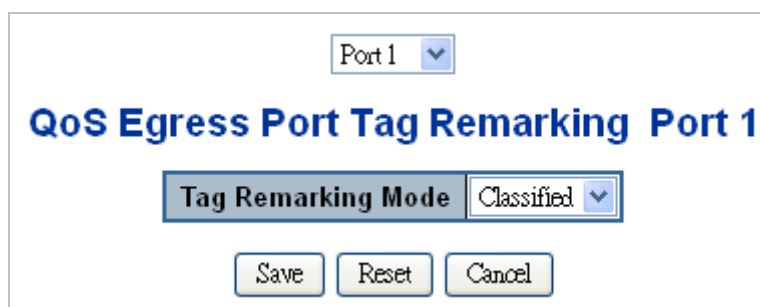 Port 1
QoS Egress Port Tag Remarking Port 1
Tag Remarking Mode Classified
Save Reset Cancel